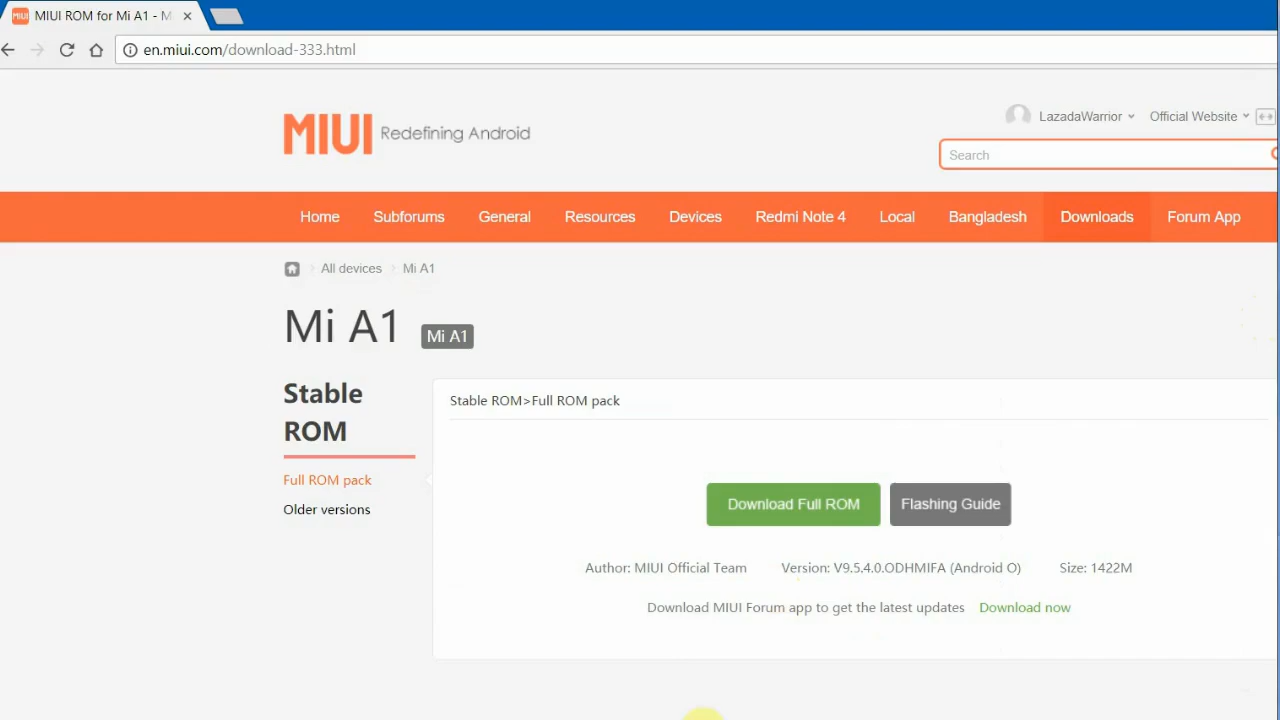 MIUI ROM for Mi A1 - M
en.miui.com/download-333.html
MIUI Redefining Android
LazadaWarrior Official Website
Search
Home Subforums General Resources Devices Redmi Note 4 Local Bangladesh Downloads Forum App
All devices Mi A1
Mi A1 Mi A1
Stable
ROM
Full ROM pack
Older versions
Stable ROM>Full ROM pack
Download Full ROM Flashing Guide
Author: MIUI Official Team Version: V9.5.4.0.ODHMIFA (Android O) Size: 1422M
Download MIUI Forum app to get the latest updates Download now